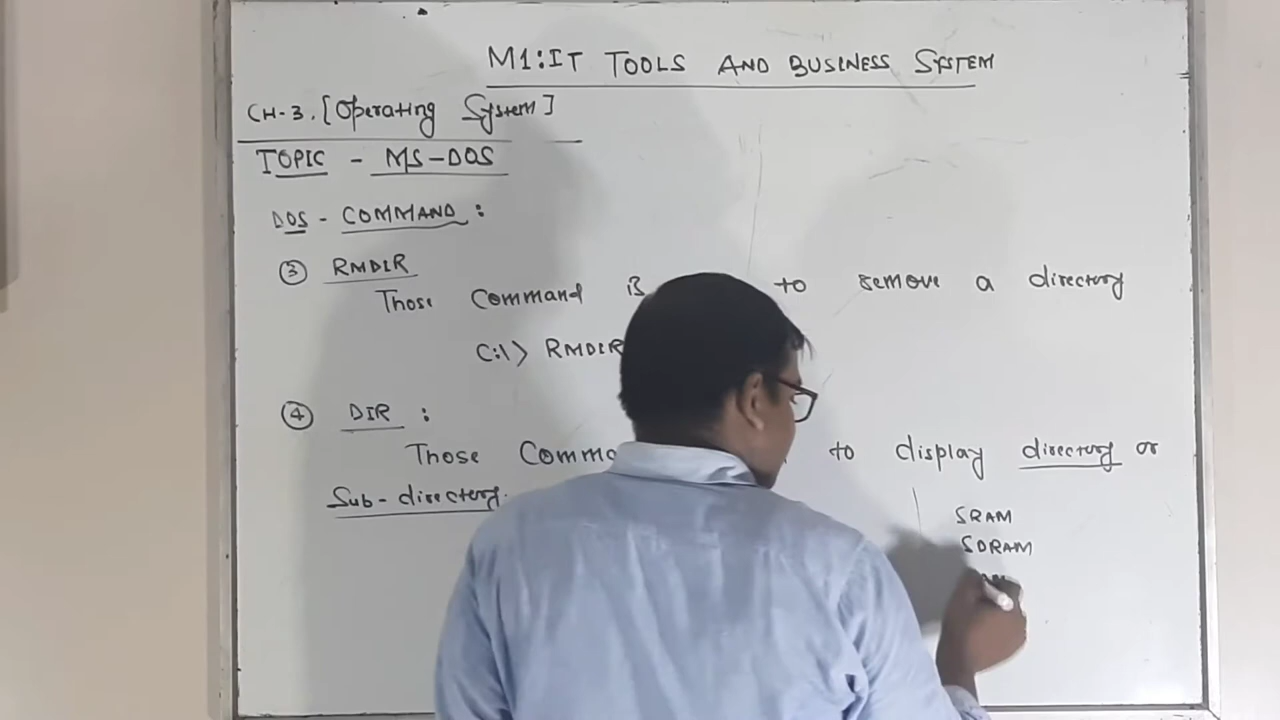 M1:IT TOOLS AND BUSINESS SYSTEM
CH-3.[Operating System]
TOPIC - MS-DOS
DOS - COMMAND :
③ RMDIR
Those Command is to remove a directory
C:\> RMDIR
④ DIR :
Those Comma to display directory or
Sub-directory.
SRAM
SDRAM